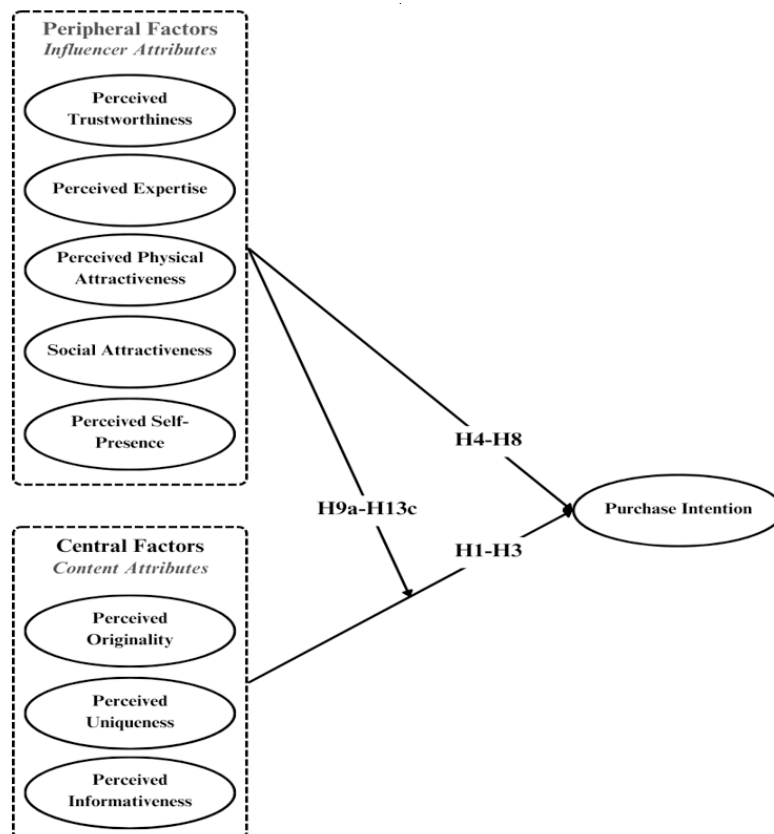 Peripheral Factors
Influencer Attributes
Perceived
Trustworthiness
Perceived Expertise
Perceived Physical
Attractiveness
Social Attractiveness
Perceived Self-
Presence
H4-H8
H9a-H13c
Purchase Intention
H1-H3
Central Factors
Content Attributes
Perceived
Originality
Perceived
Uniqueness
Perceived
Informativeness